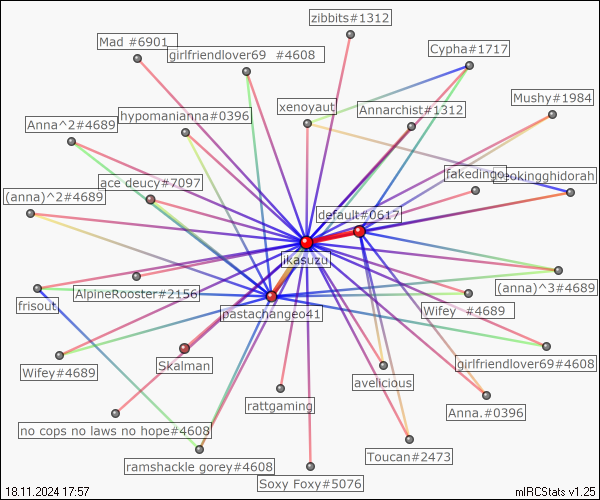 zibbits#1312
Mad #6901
girlfriendlover69 #4608
Cypha#1717
Mushy#1984
xenoyaut
Annarchist#1312
hypomanianna#0396
Anna^2#4689
fakedingo
kingghidorah
ace deucy#7097
(anna)^2#4689
default#0617
ikasuzu
AlpineRooster#2156
(anna)^3#4689
frisout
pastachangeo41
Wifey #4689
Skalman
girlfriendlover69#4608
Wifey#4689
avelicious
rattgaming
Anna.#0396
no cops no laws no hope#4608
Toucan#2473
ramshackle gorey#4608
Soxy Foxy#5076
18.11.2024 17:57
mIRCStats v1.25